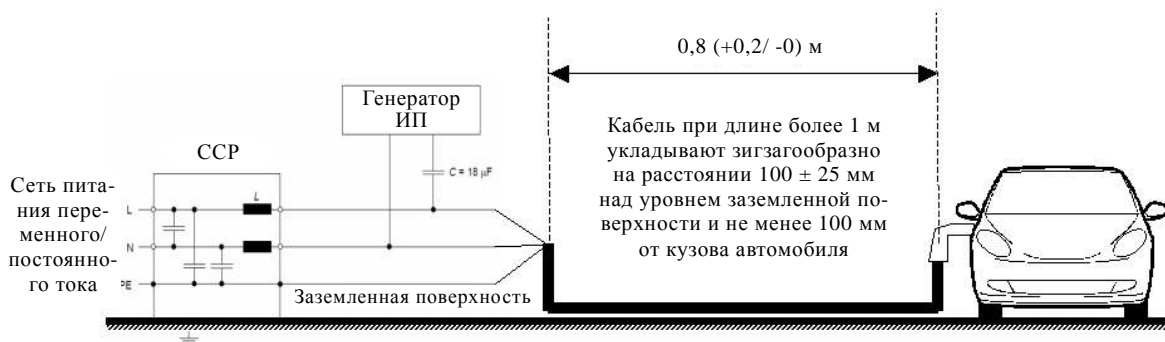 0,8 (+0,2/ -0) м
Генератор
ИП
C = 18 µF
ССР
L
Сеть пита-
ния пере-
менного/
постоянно-
го тока
L
N
PE
Заземленная поверхность
Кабель при длине более 1 м
укладывают зигзагообразно
на расстоянии 100 ± 25 мм
над уровнем заземленной по-
верхности и не менее 100 мм
от кузова автомобиля